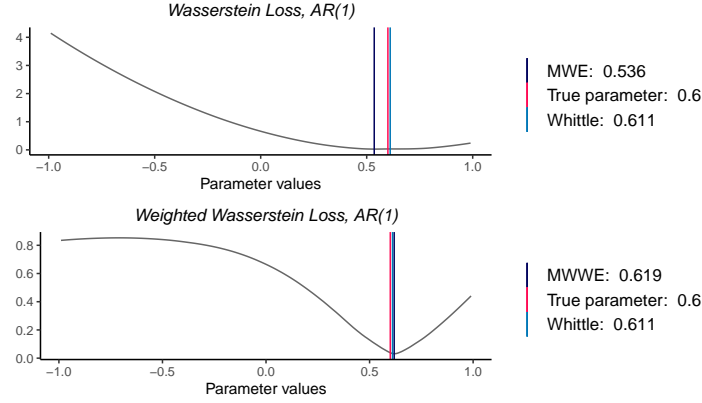 Wasserstein Loss, AR(1)
4
3
2
1
0
−1.0 −0.5 0.0 0.5 1.0
Parameter values
MWE: 0.536
True parameter: 0.6
Whittle: 0.611
Weighted Wasserstein Loss, AR(1)
0.8
0.6
0.4
0.2
0.0
−1.0 −0.5 0.0 0.5 1.0
Parameter values
MWWE: 0.619
True parameter: 0.6
Whittle: 0.611